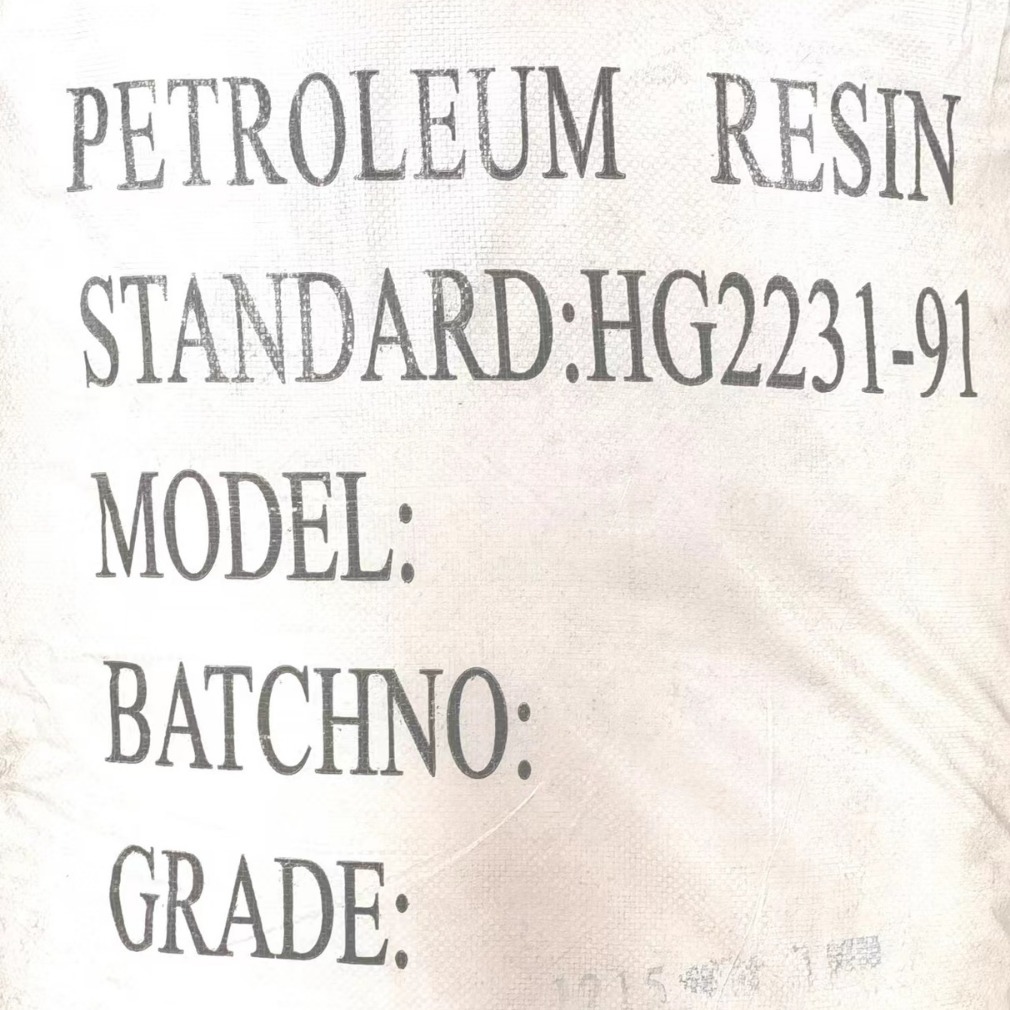 PETROLEUM RESIN
STANDARD:HG2231-91
MODEL:
BATCHNO:
GRADE: